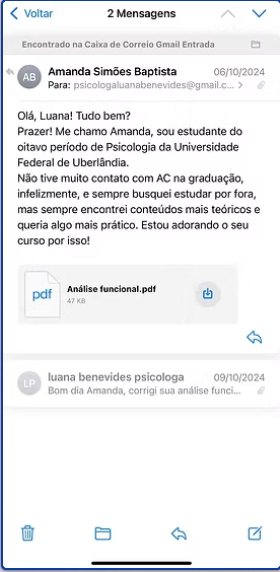 Voltar
2 Mensagens
Encontrado na Caixa de Correio Gmail Entrada
AB
Amanda Simões Baptista
06/10/2024
Para: psicologaluanabenevides@gmail.c...
Olá, Luana! Tudo bem?
Prazer! Me chamo Amanda, sou estudante do
oitavo período de Psicologia da Universidade
Federal de Uberlândia.
Não tive muito contato com AC na graduação,
infelizmente, e sempre busquei estudar por fora,
mas sempre encontrei conteúdos mais teóricos e
queria algo mais prático. Estou adorando o seu
curso por isso!
pdf
Análise funcional.pdf
47 KB
LP
luana benevides psicologa
09/10/2024
Bom dia Amanda, corrigi sua análise funci...